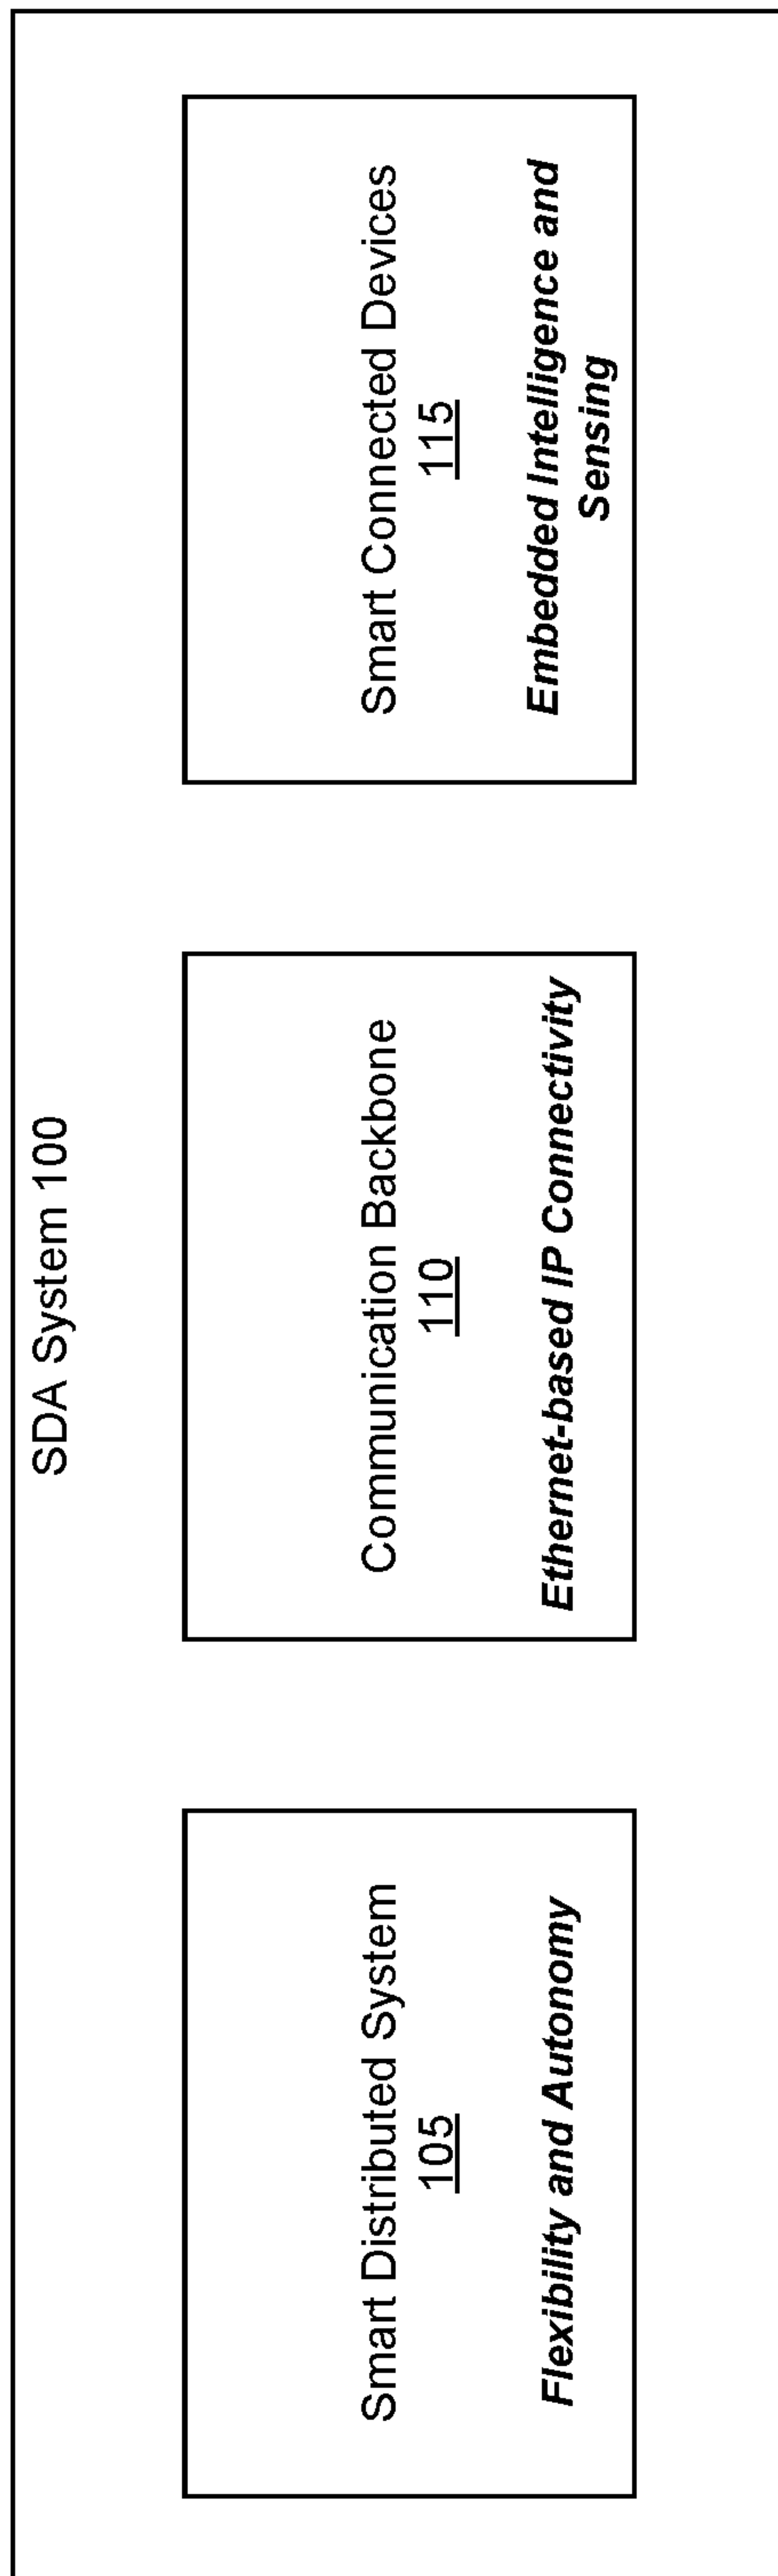 SDA System 100
Smart Distributed System
105
Flexibility and Autonomy
Communication Backbone
110
Ethernet-based IP Connectivity
Smart Connected Devices
115
Embedded Intelligence and
Sensing